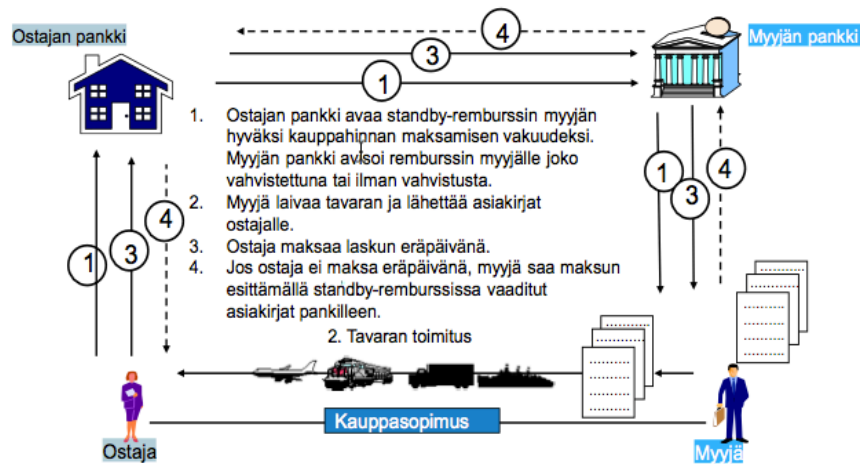 Ostajan pankki
4
Myyjän pankki
3
1
1. Ostajan pankki avaa standby-remburssin myyjän
hyväksi kauppahinnan maksamisen vakuudeksi.
Myyjän pankki avisoi remburssin myyjälle joko
vahvistettuna tai ilman vahvistusta.
2. Myyjä laivaa tavaran ja lähettää asiakirjat
ostajalle.
3. Ostaja maksaa laskun eräpäivänä.
4. Jos ostaja ei maksa eräpäivänä, myyjä saa maksun
esittämällä standby-remburssissa vaaditut
asiakirjat pankilleen.
1
3
4
1
3
4
2. Tavaran toimitus
Kauppasopimus
Ostaja
Myyjä